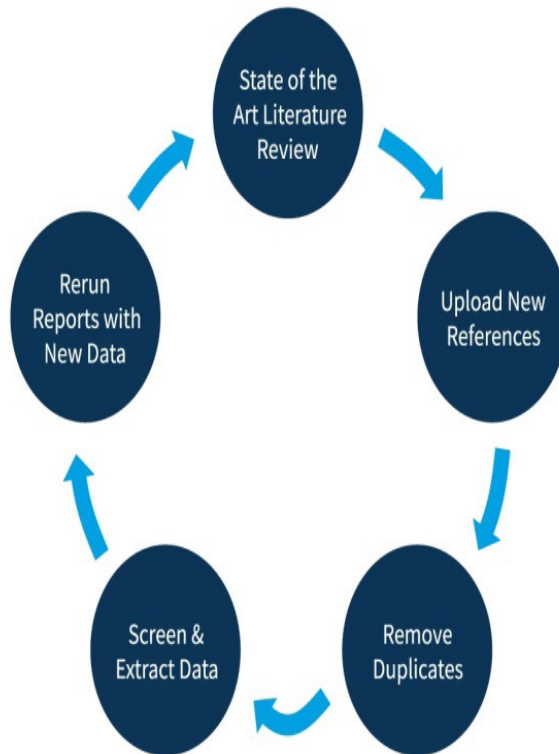 State of the
Art Literature
Review
Upload New
References
Remove
Duplicates
Screen &
Extract Data
Rerun
Reports with
New Data